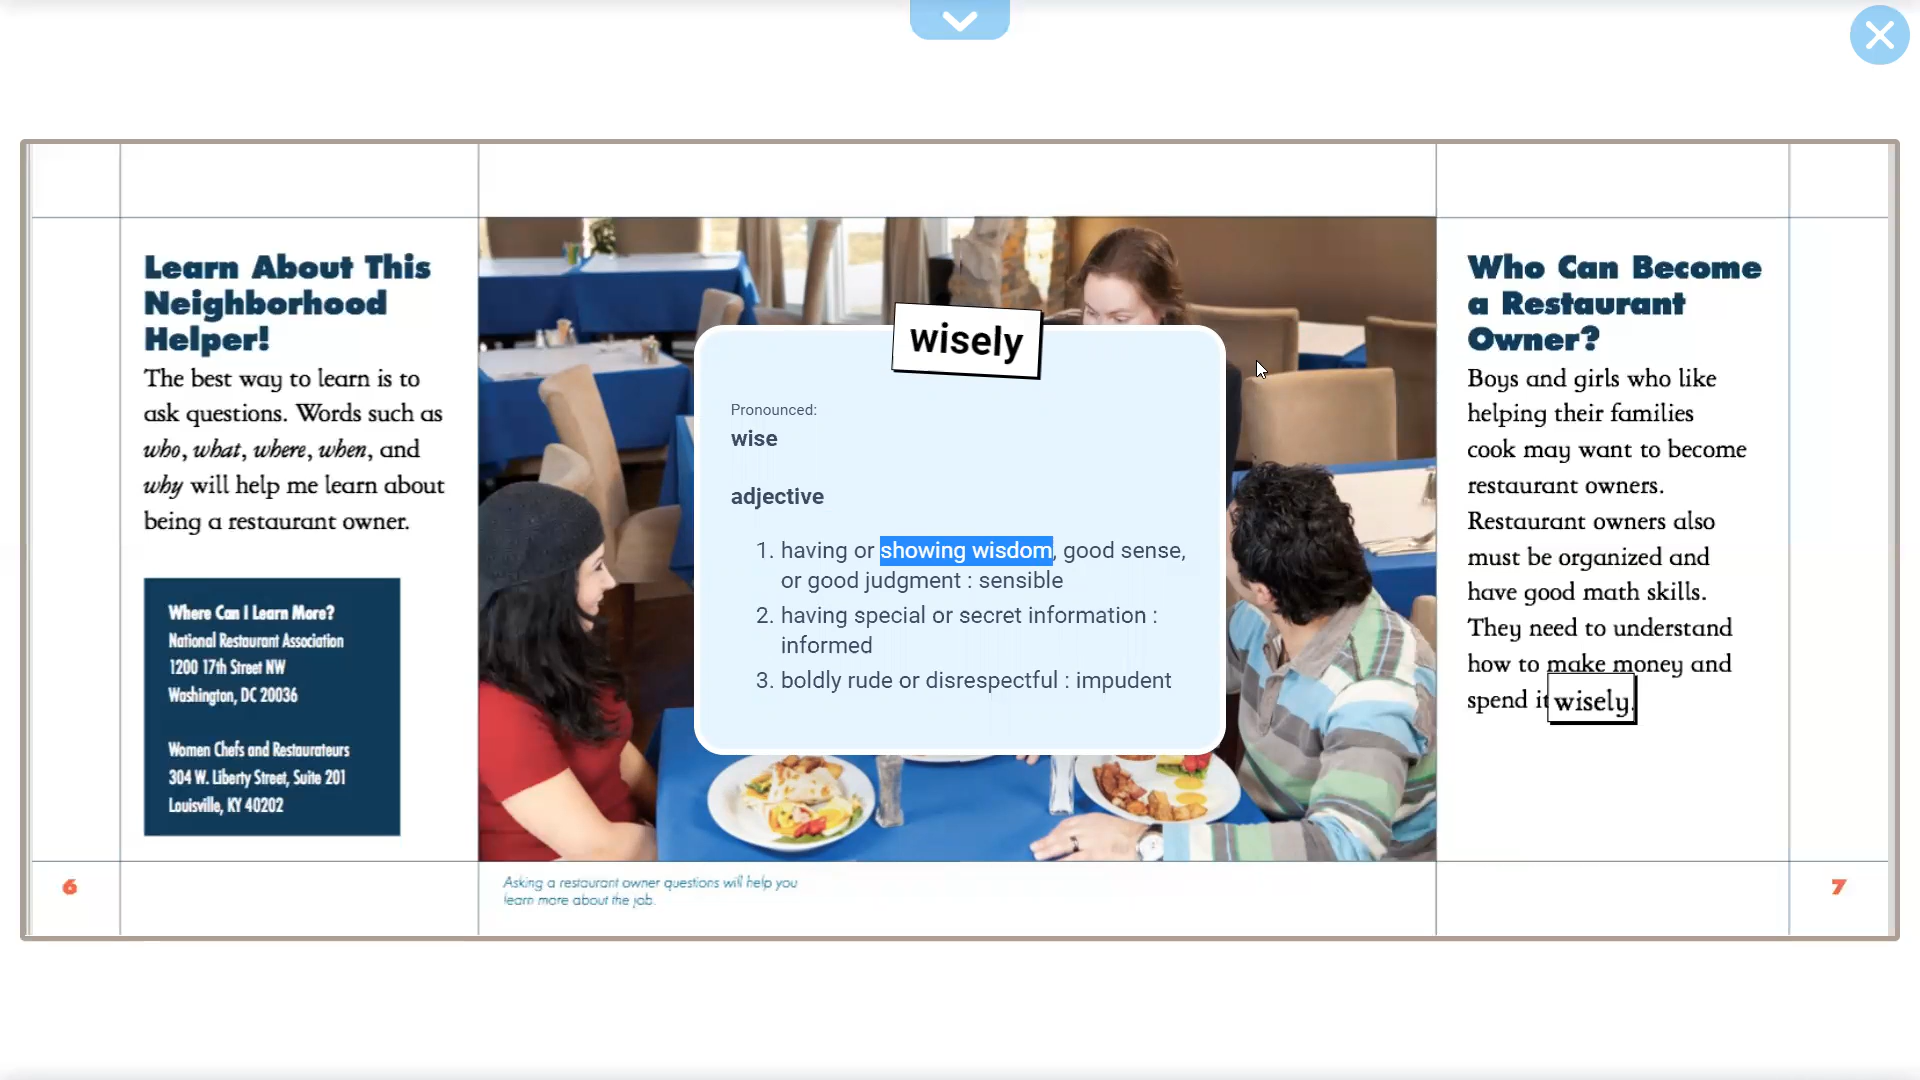 Learn About This
Neighborhood
Helper!
The best way to learn is to
ask questions. Words such as
who, what, where, when, and
why will help me learn about
being a restaurant owner.
Where Can I Learn More?
National Restaurant Association
1200 17th Street NW
Washington, DC 20036
Women Chefs and Restaurateurs
304 W. Liberty Street, Suite 201
Louisville, KY 40202
6
wisely
Pronounced:
wise
adjective
1. having or showing wisdom, good sense,
or good judgment : sensible
2. having special or secret information :
informed
3. boldly rude or disrespectful : impudent
Asking a restaurant owner questions will help you
learn more about the job.
Who Can Become
a Restaurant
Owner?
Boys and girls who like
helping their families
cook may want to become
restaurant owners.
Restaurant owners also
must be organized and
have good math skills.
They need to understand
how to make money and
spend it wisely.
7